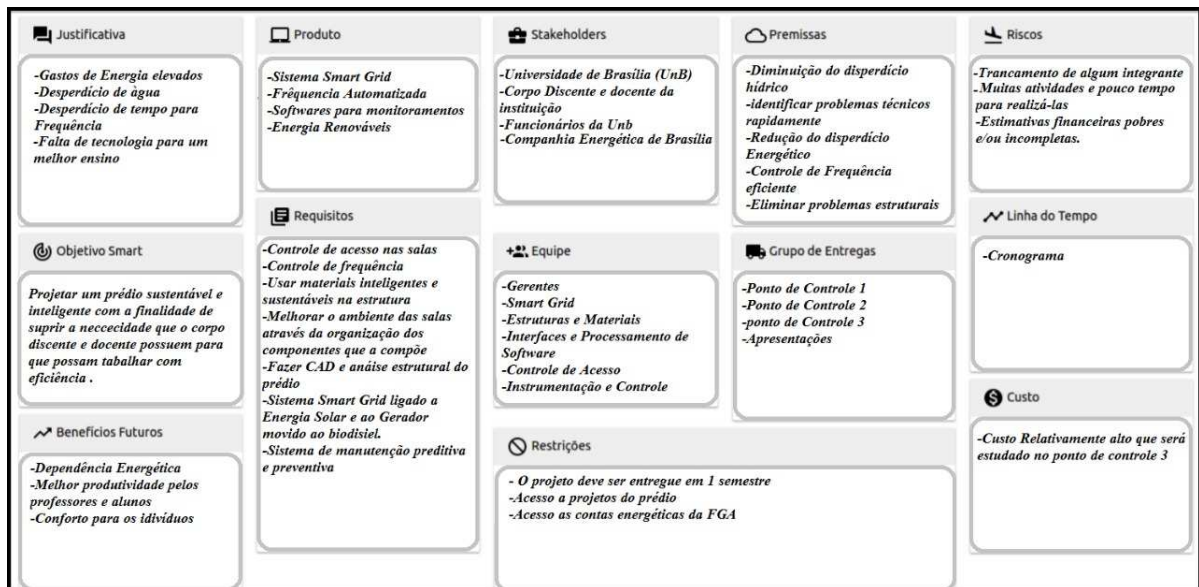 Justificativa
-Gastos de Energia elevados
-Desperdício de àgua
-Desperdício de tempo para
Frequência
-Falta de tecnologia para um
melhor ensino
Objetivo Smart
Projetar um prédio sustentável e
inteligente com a finalidade de
suprir a neccecidade que o corpo
discente e docente possuem para
que possam tabalhar com
eficiência .
Benefícios Futuros
-Dependência Energética
-Melhor produtividade pelos
professores e alunos
-Conforto para os idivíduos
Produto
-Sistema Smart Grid
-Frêquencia Automatizada
-Softwares para monitoramentos
-Energia Renováveis
Requisitos
-Controle de acesso nas salas
-Controle de frequência
-Usar materiais inteligentes e
sustentáveis na estrutura
-Melhorar o ambiente das salas
através da organização dos
componentes que a compõe
-Fazer CAD e anáise estrutural do
prédio
-Sistema Smart Grid ligado a
Energia Solar e ao Gerador
movido ao biodisiel.
-Sistema de manutenção preditiva
e preventiva
Stakeholders
-Universidade de Brasília (UnB)
-Corpo Discente e docente da
instituição
-Funcionários da Unb
-Companhia Energética de Brasília
Equipe
-Gerentes
-Smart Grid
-Estruturas e Materiais
-Interfaces e Processamento de
Software
-Controle de Acesso
-Instrumentação e Controle
Premissas
-Diminuição do disperdício
hídrico
-identificar problemas técnicos
rapidamente
-Redução do disperdício
Energético
-Controle de Frequência
eficiente
-Eliminar problemas estruturais
Grupo de Entregas
-Ponto de Controle 1
-Ponto de Controle 2
-ponto de Controle 3
-Apresentações
Restrições
- O projeto deve ser entregue em 1 semestre
-Acesso a projetos do prédio
-Acesso as contas energéticas da FGA
Riscos
-Trancamento de algum integrante
-Muitas atividades e pouco tempo
para realizá-las
-Estimativas financeiras pobres
e/ou incompletas.
Linha do Tempo
-Cronograma
Custo
-Custo Relativamente alto que será
estudado no ponto de controle 3